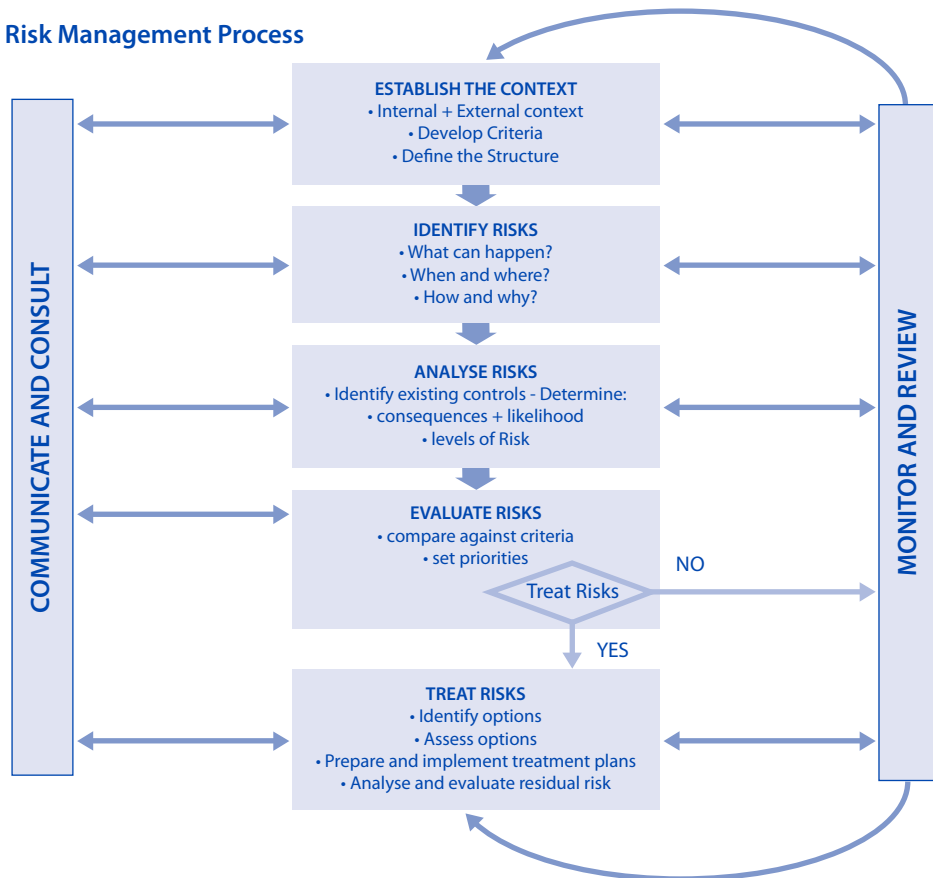 Risk Management Process
COMMUNICATE AND CONSULT
ESTABLISH THE CONTEXT
• Internal + External context
• Develop Criteria
• Define the Structure
IDENTIFY RISKS
• What can happen?
• When and where?
• How and why?
ANALYSE RISKS
• Identify existing controls - Determine:
• consequences + likelihood
• levels of Risk
EVALUATE RISKS
• compare against criteria
• set priorities
Treat Risks
NO
YES
TREAT RISKS
• Identify options
• Assess options
• Prepare and implement treatment plans
• Analyse and evaluate residual risk
MONITOR AND REVIEW